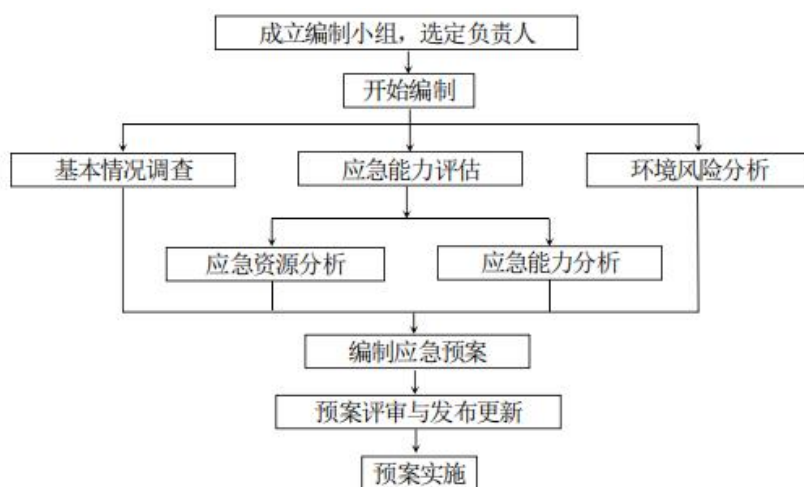 成立编制小组，选定负责人
开始编制
基本情况调查
应急能力评估
环境风险分析
应急资源分析
应急能力分析
编制应急预案
预案评审与发布更新
预案实施